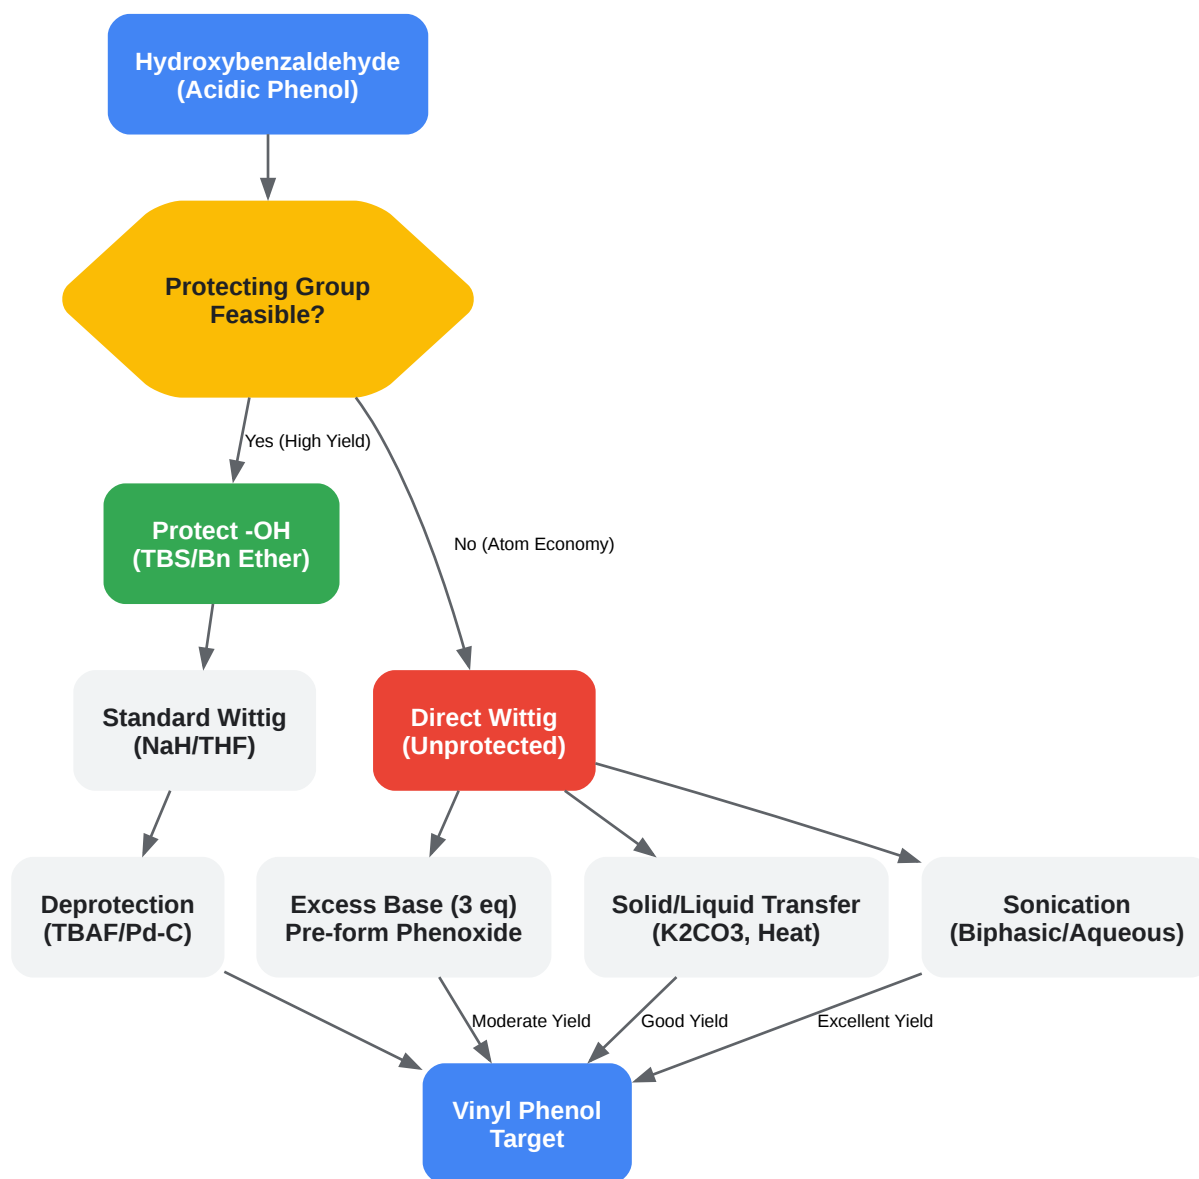 Hydroxybenzaldehyde
(Acidic Phenol)
Protecting Group
Feasible?
Yes (High Yield)
Protect -OH
(TBS/Bn Ether)
No (Atom Economy)
Standard Wittig
(NaH/THF)
Direct Wittig
(Unprotected)
Deprotection
(TBAF/Pd-C)
Excess Base (3 eq)
Pre-form Phenoxide
Solid/Liquid Transfer
(K2CO3, Heat)
Sonication
(Biphasic/Aqueous)
Moderate Yield
Good Yield
Excellent Yield
Vinyl Phenol
Target